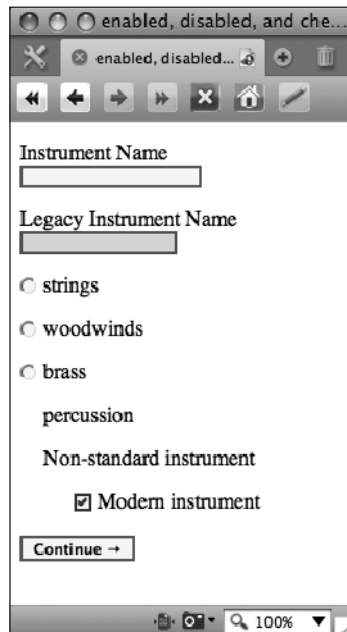 enabled, disabled, and che...
enabled, disabled...
Instrument Name
Legacy Instrument Name
strings
woodwinds
brass
percussion
Non-standard instrument
Modern instrument
Continue →
100%